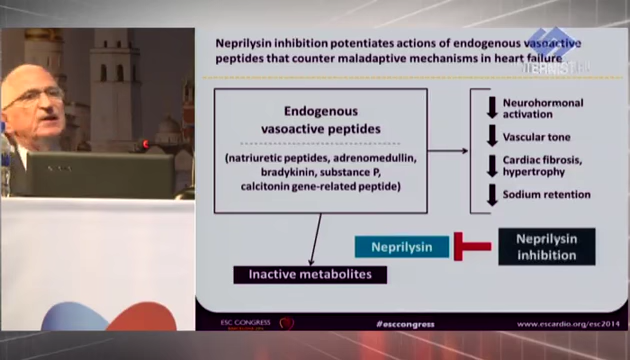 Neprilysin inhibition potentiates actions of endogenous vasoactive
peptides that counter maladaptive mechanisms in heart failure
Endogenous
vasoactive peptides
(natriuretic peptides, adrenomedullin,
bradykinin, substance P,
calcitonin gene-related peptide)
Neurohormonal
activation
Vascular tone
Cardiac fibrosis,
hypertrophy
Sodium retention
Neprilysin
Neprilysin
inhibition
Inactive metabolites
ESC CONGRESS
#esccongress
www.escardio.org/esc2014